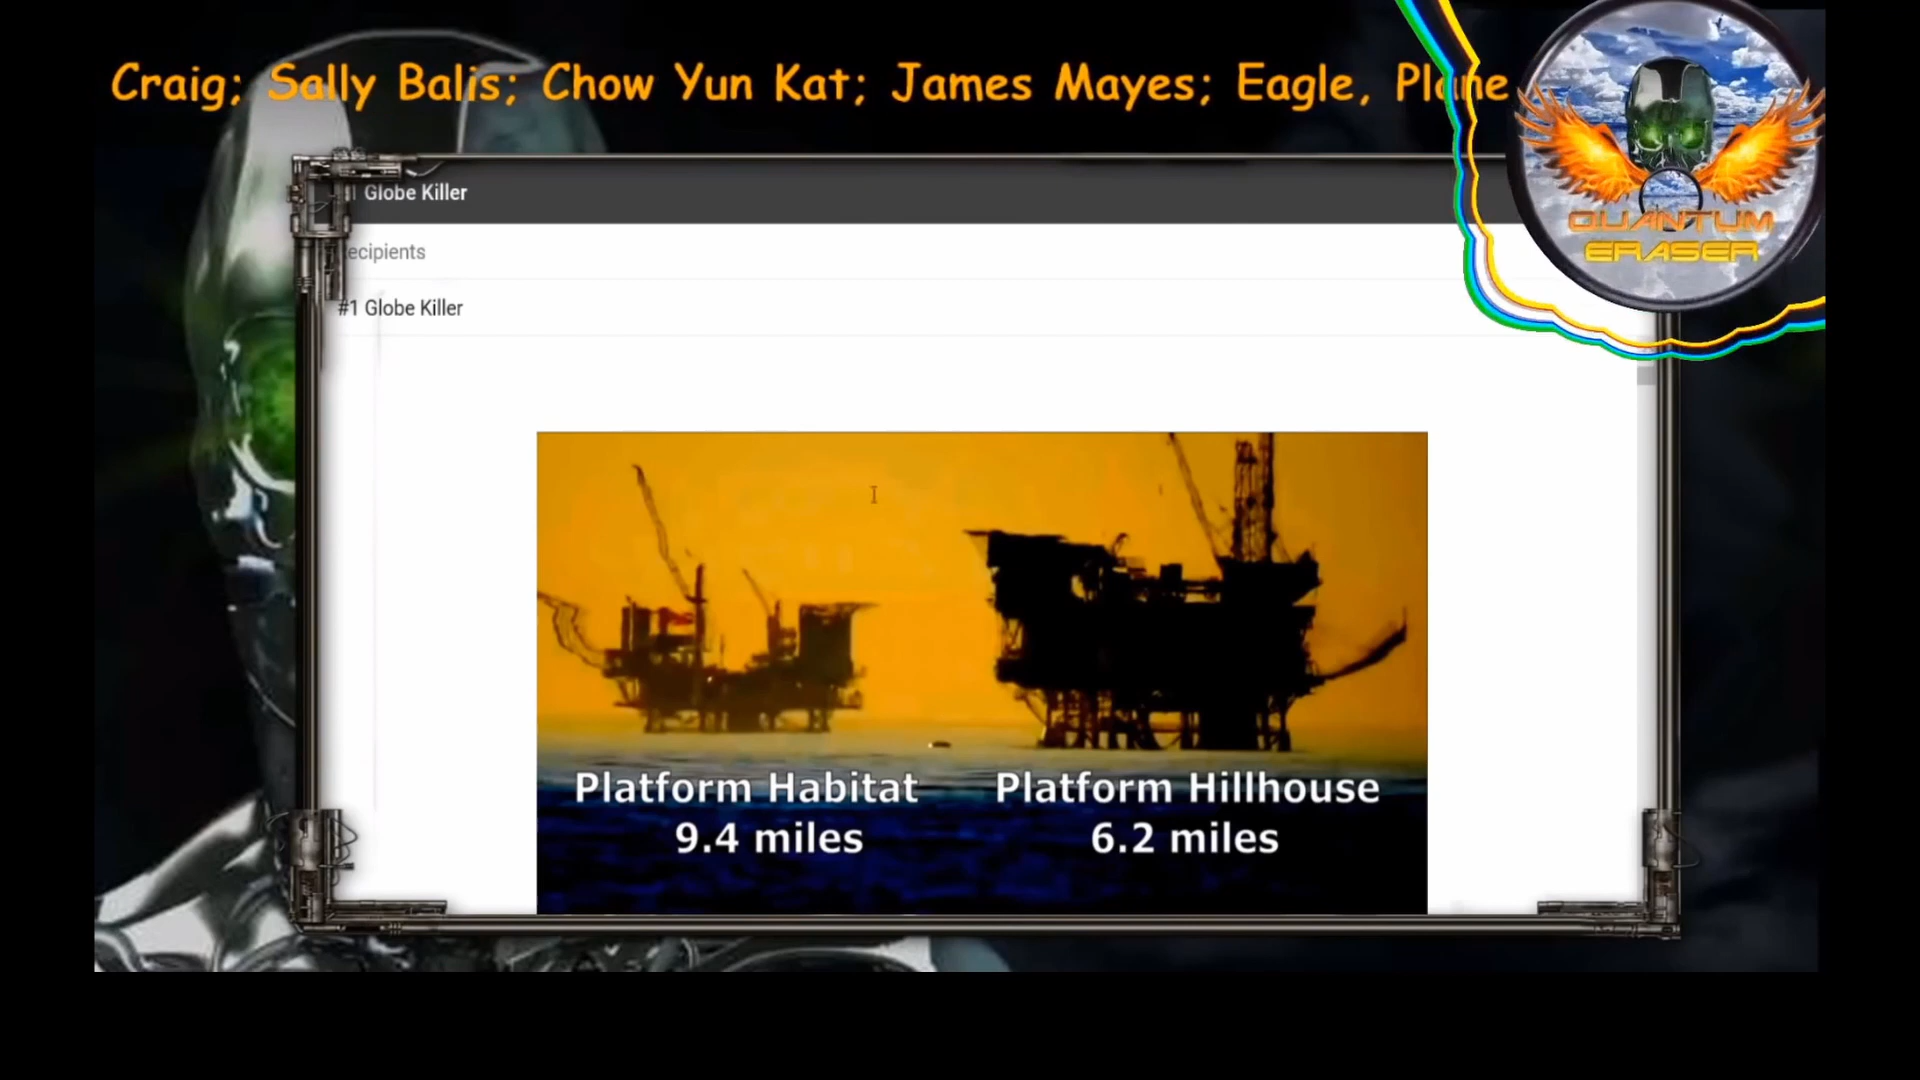 Craig; Sally Balis; Chow Yun Kat; James Mayes; Eagle, Plane
QUANTUM
ERASER
Globe Killer
ecipients
#1 Globe Killer
Platform Habitat
9.4 miles
Platform Hillhouse
6.2 miles